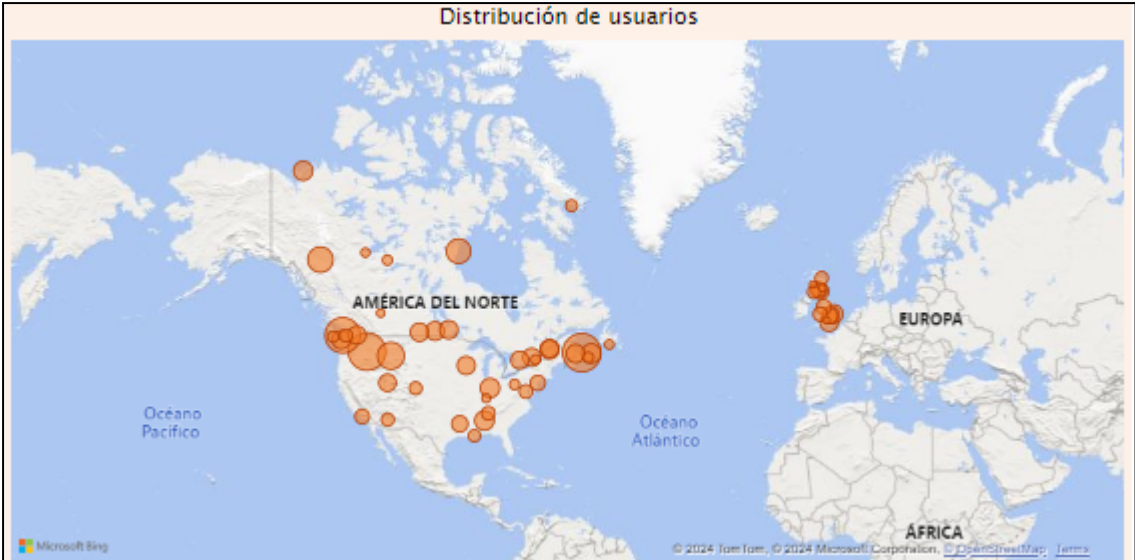 Distribución de usuarios
AMÉRICA DEL NORTE
EUROPA
Océano
Pacífico
Océano
Atlántico
ÁFRICA
Microsoft Bing
© 2024 TomTom, © 2024 Microsoft Corporation, © OpenStreetMap Terms